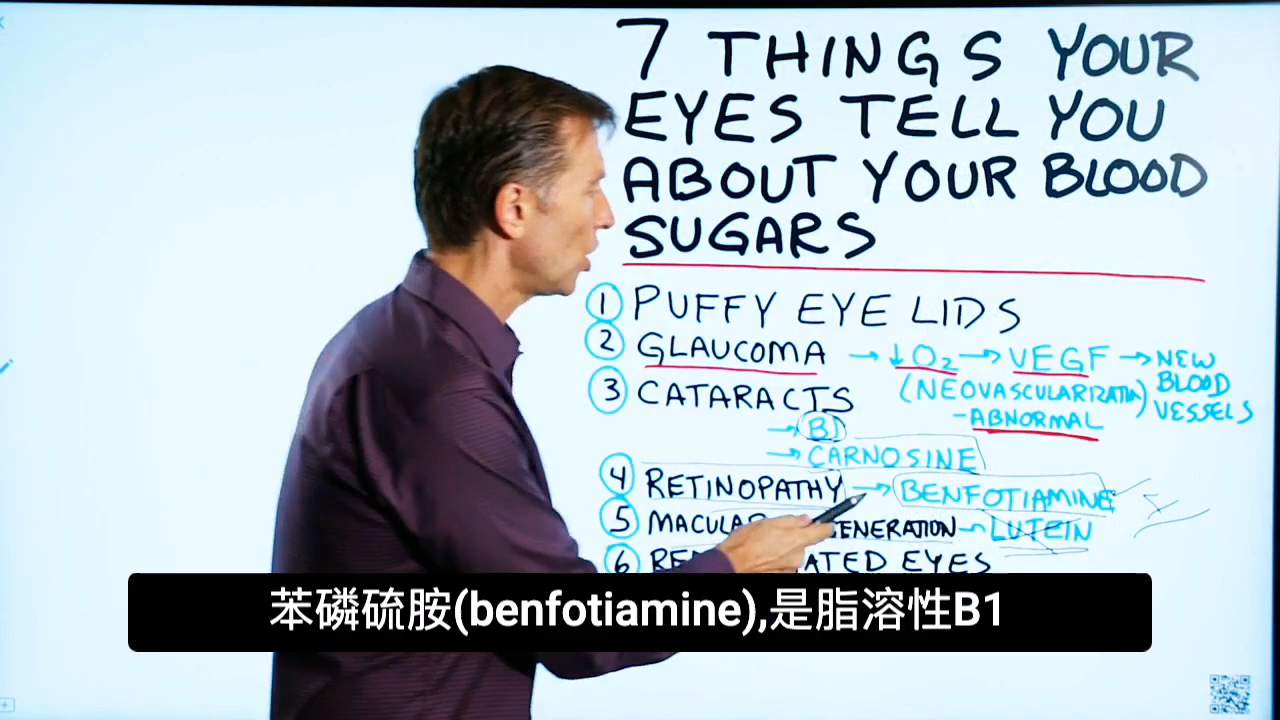 7 THINGS YOUR
EYES TELL YOU
ABOUT YOUR BLOOD
SUGARS
1 PUFFY EYE LIDS
2 GLAUCOMA → ↓ O₂ → VEGF → NEW BLOOD VESSELS
(NEOVASCULARIZATION)
-ABNORMAL
3 CATARACTS
→ B1
→ CARNOSINE
4 RETINOPATHY → BENFOTIAMINE
5 MACULAR GENERATION LUTEIN
6 EYES
苯磷硫胺(benfotiamine),是脂溶性B1